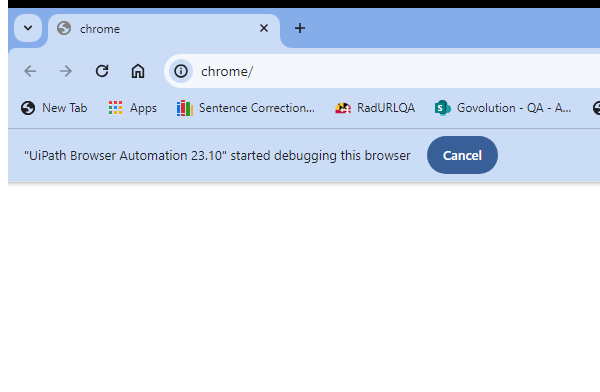 chrome
chrome/
New Tab Apps Sentence Correction... RadURLQA Govolution - QA - A...
"UiPath Browser Automation 23.10" started debugging this browser Cancel